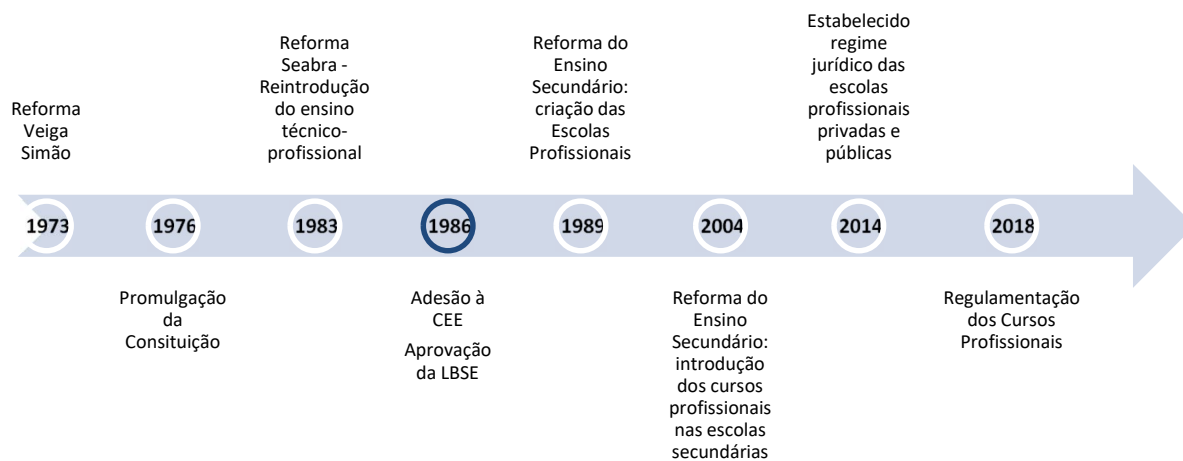 Reforma
Veiga
Simão
Reforma
Seabra -
Reintrodução
do ensino
técnico-
profissional
Reforma do
Ensino
Secundário:
criação das
Escolas
Profissionais
Estabelecido
regime
jurídico das
escolas
profissionais
privadas e
públicas
1973
1976
1983
1986
1989
2004
2014
2018
Promulgação
da
Consituição
Adesão à
CEE
Aprovação
da LBSE
Reforma do
Ensino
Secundário:
introdução
dos cursos
profissionais
nas escolas
secundárias
Regulamentação
dos Cursos
Profissionais